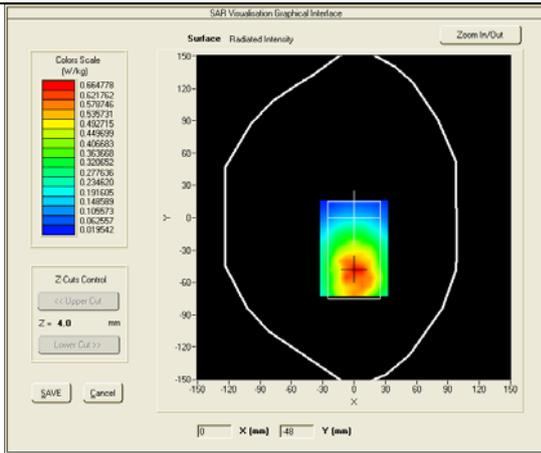 SAR Visualisation Graphical Interface
Surface Radiated Intensity
Zoom In/Out
Colors Scale
(W/kg)
0.664778
0.621762
0.578746
0.535731
0.492715
0.449699
0.406683
0.363668
0.320652
0.277636
0.234620
0.191605
0.148589
0.105573
0.062557
0.019542
Z-Cuts Control
<< Upper Cut
Z = 4.0 mm
Lower Cut >>
SAVE Cancel
150
120
90
60
30
0
-30
-60
-90
-120
-150
Y
-150 -120 -90 -60 -30 0 30 60 90 120 150
X
0 X (mm) -48 Y (mm)